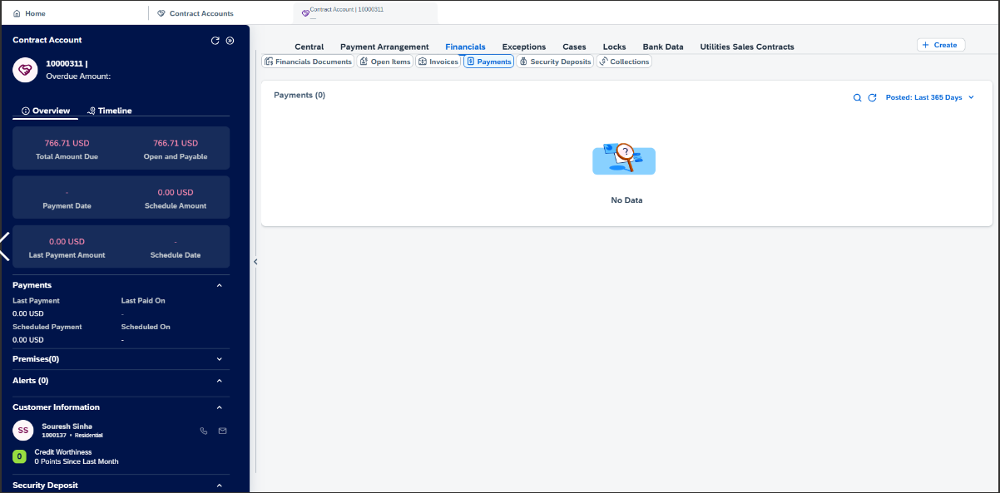 Home
Contract Accounts
Contract Account | 10000311
Contract Account
10000311 |
Overdue Amount:
Overview
Timeline
766.71 USD
766.71 USD
Total Amount Due
Open and Payable
-
0.00 USD
Payment Date
Schedule Amount
0.00 USD
-
Last Payment Amount
Schedule Date
Payments
Last Payment
Last Paid On
0.00 USD
-
Scheduled Payment
Scheduled On
0.00 USD
-
Premises(0)
Alerts (0)
Customer Information
SS
Souresh Sinha
1000137 • Residential
0
Credit Worthiness
0 Points Since Last Month
Security Deposit
Central
Payment Arrangement
Financials
Exceptions
Cases
Locks
Bank Data
Utilities Sales Contracts
Create
Financials Documents
Open Items
Invoices
Payments
Security Deposits
Collections
Payments (0)
Posted: Last 365 Days
?
No Data